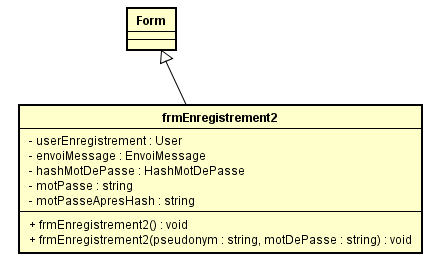 Form
frmEnregistrement2
- userEnregistrement : User
- envoiMessage : EnvoiMessage
- hashMotDePasse : HashMotDePasse
- motPasse : string
- motPasseApresHash : string
+ frmEnregistrement2() : void
+ frmEnregistrement2(pseudonym : string, motDePasse : string) : void